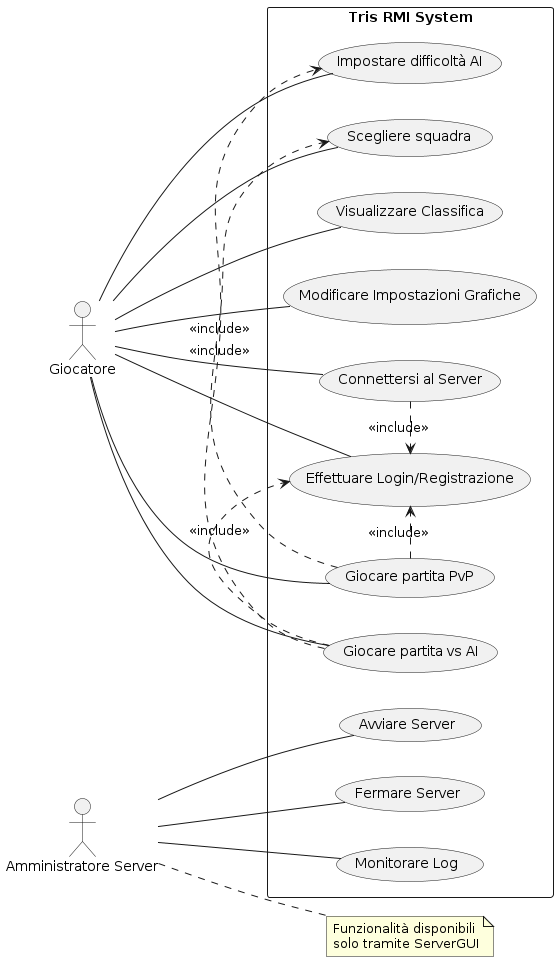 Tris RMI System
Impostare difficoltà AI
Scegliere squadra
Visualizzare Classifica
Modificare Impostazioni Grafiche
«include»
«include»
Giocatore
Connettersi al Server
«include»
Effettuare Login/Registrazione
«include»
«include»
Giocare partita PvP
Giocare partita vs AI
Avviare Server
Fermare Server
Amministratore Server
Monitorare Log
Funzionalità disponibili
solo tramite ServerGUI